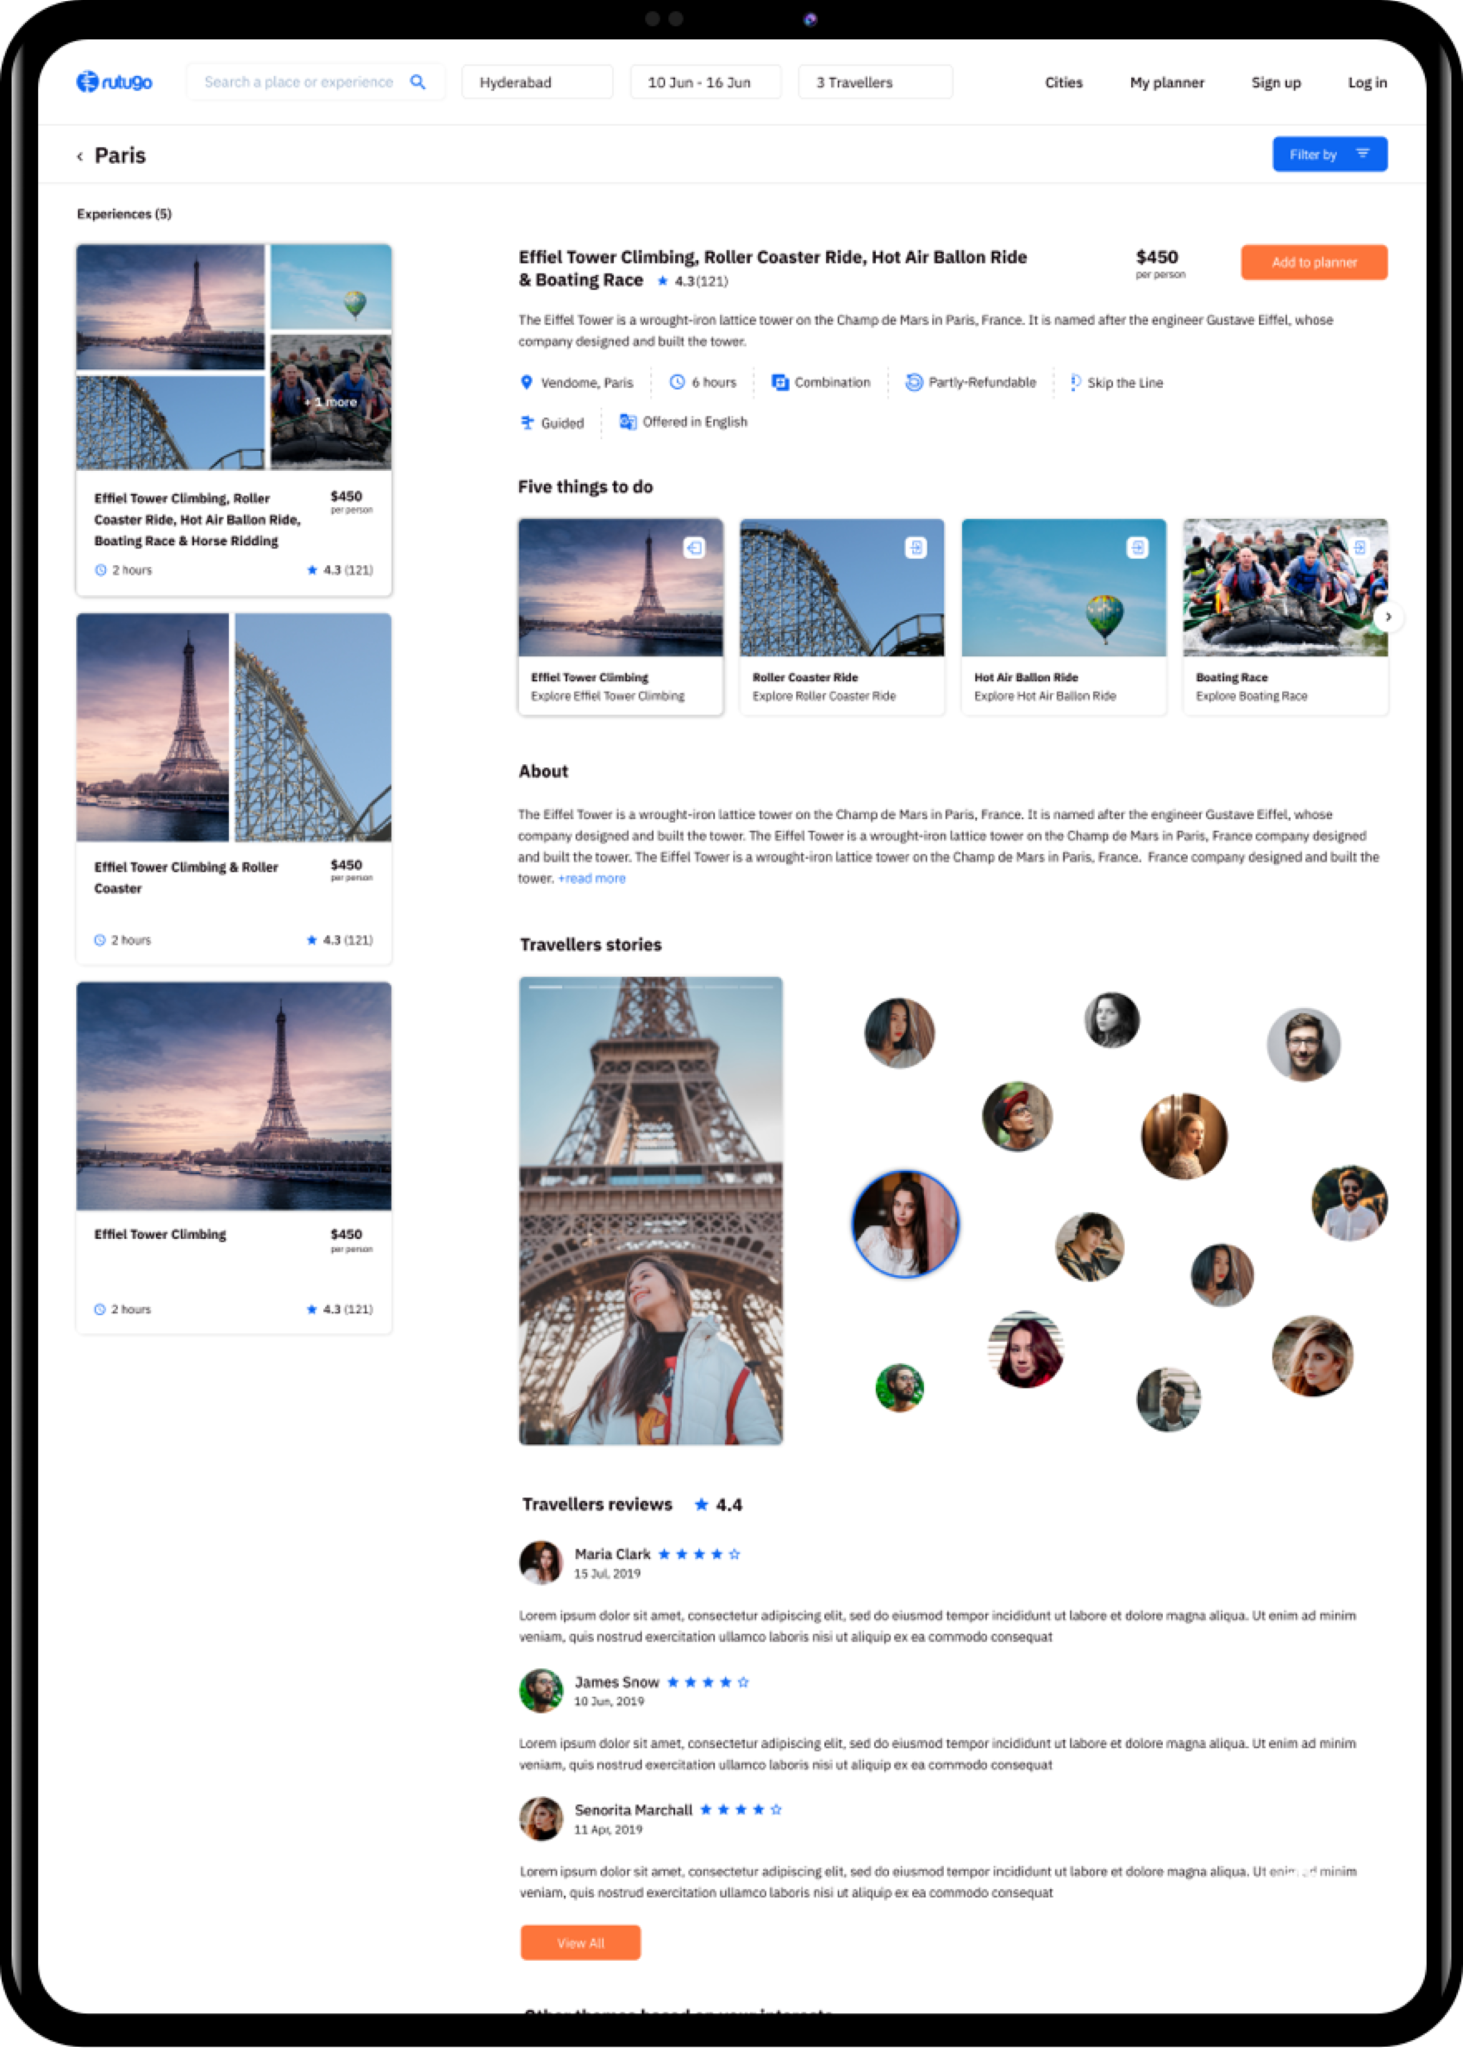 rutugo
Search a place or experience
Hyderabad
10 Jun - 16 Jun
3 Travellers
Cities
My planner
Sign up
Log in
‹ Paris
Filter by
Experiences (5)
+ 1 more
Effiel Tower Climbing, Roller
Coaster Ride, Hot Air Ballon Ride,
Boating Race & Horse Ridding
$450
per person
2 hours
4.3 (121)
Effiel Tower Climbing & Roller
Coaster
$450
per person
2 hours
4.3 (121)
Effiel Tower Climbing
$450
per person
2 hours
4.3 (121)
Effiel Tower Climbing, Roller Coaster Ride, Hot Air Ballon Ride
& Boating Race
4.3(121)
$450
per person
Add to planner
The Eiffel Tower is a wrought-iron lattice tower on the Champ de Mars in Paris, France. It is named after the engineer Gustave Eiffel, whose
company designed and built the tower.
Vendome, Paris
6 hours
Combination
Partly-Refundable
Skip the Line
Guided
Offered in English
Five things to do
Effiel Tower Climbing
Explore Effiel Tower Climbing
Roller Coaster Ride
Explore Roller Coaster Ride
Hot Air Ballon Ride
Explore Hot Air Ballon Ride
Boating Race
Explore Boating Race
About
The Eiffel Tower is a wrought-iron lattice tower on the Champ de Mars in Paris, France. It is named after the engineer Gustave Eiffel, whose
company designed and built the tower. The Eiffel Tower is a wrought-iron lattice tower on the Champ de Mars in Paris, France company designed
and built the tower. The Eiffel Tower is a wrought-iron lattice tower on the Champ de Mars in Paris, France. France company designed and built the
tower. +read more
Travellers stories
Travellers reviews
4.4
Maria Clark
15 Jul, 2019
Lorem ipsum dolor sit amet, consectetur adipiscing elit, sed do eiusmod tempor incididunt ut labore et dolore magna aliqua. Ut enim ad minim
veniam, quis nostrud exercitation ullamco laboris nisi ut aliquip ex ea commodo consequat
James Snow
10 Jun, 2019
Lorem ipsum dolor sit amet, consectetur adipiscing elit, sed do eiusmod tempor incididunt ut labore et dolore magna aliqua. Ut enim ad minim
veniam, quis nostrud exercitation ullamco laboris nisi ut aliquip ex ea commodo consequat
Senorita Marchall
11 Apr, 2019
Lorem ipsum dolor sit amet, consectetur adipiscing elit, sed do eiusmod tempor incididunt ut labore et dolore magna aliqua. Ut enim ad minim
veniam, quis nostrud exercitation ullamco laboris nisi ut aliquip ex ea commodo consequat
View All
Other themes based on your interests